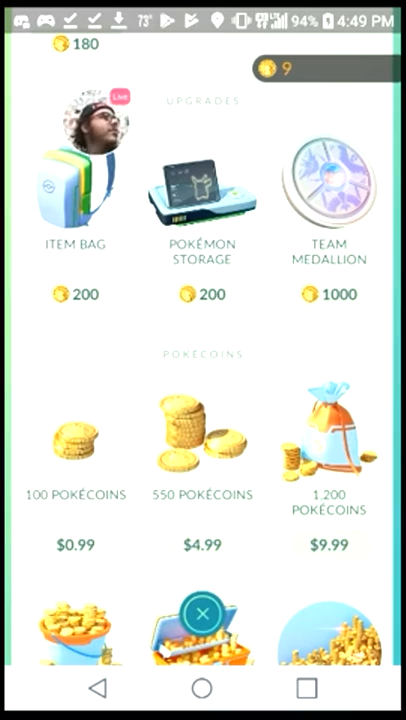 73° 94% 4:49 PM
180
9
Live
UPGRADES
ITEM BAG
POKÉMON STORAGE
TEAM MEDALLION
200
200
1000
POKÉCOINS
100 POKÉCOINS
550 POKÉCOINS
1,200 POKÉCOINS
$0.99
$4.99
$9.99